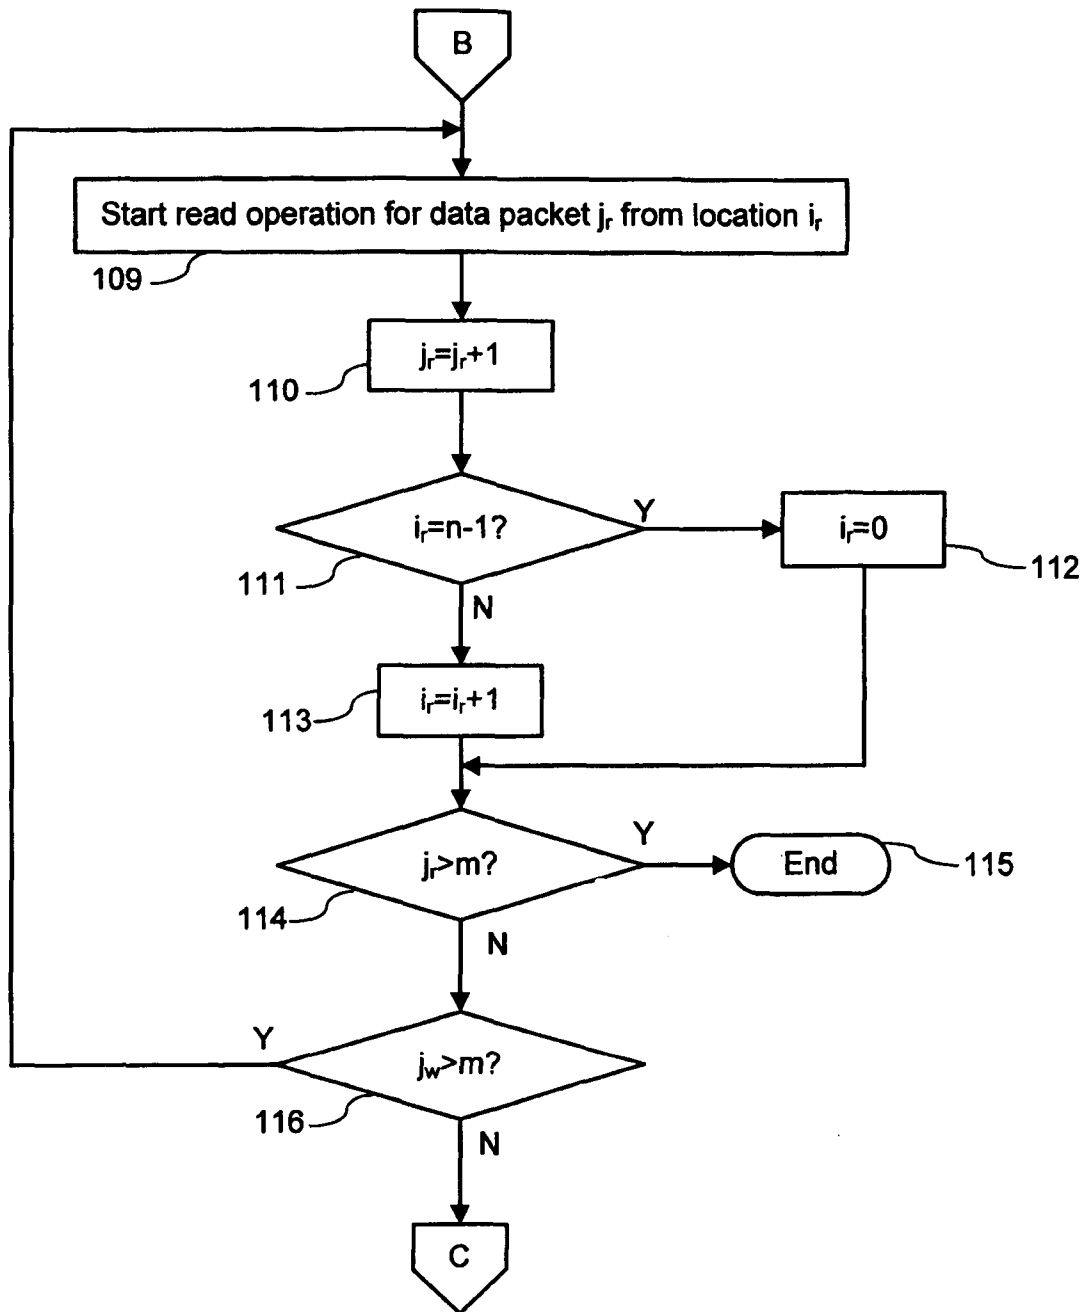 B
Start read operation for data packet jr from location ir
109
jr=jr+1
110
ir=n-1?
Y
111
ir=0
112
N
ir=ir+1
113
jr>m?
Y
114
End
115
N
jw>m?
Y
116
N
C